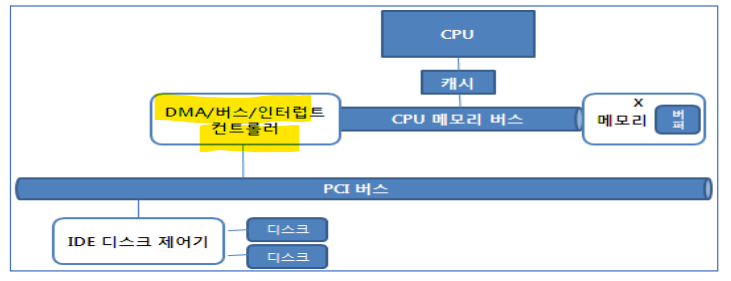 CPU
캐시
DMA/버스/인터럽트
컨트롤러
CPU 메모리 버스
X
메모리
버
퍼
PCI 버스
IDE 디스크 제어기
디스크
디스크